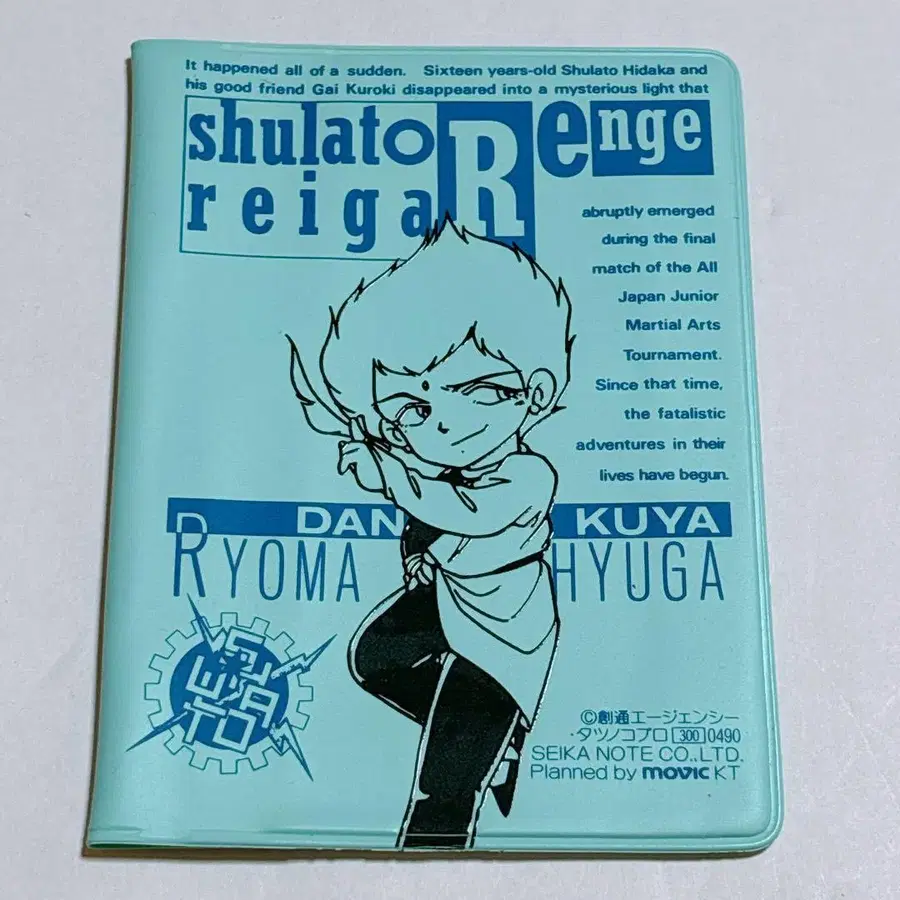 It happened all of a sudden. Sixteen years-old Shulato Hidaka and
his good friend Gai Kuroki disappeared into a mysterious light that
shulato Renge
reiga
abruptly emerged
during the final
match of the All
Japan Junior
Martial Arts
Tournament.
Since that time,
the fatalistic
adventures in their
lives have begun.
DAN KUYA
RYOMA HYUGA
©創通エージェンシー
・タツノコプロ 300 0490
SEIKA NOTE CO.,LTD.
Planned by movic KT